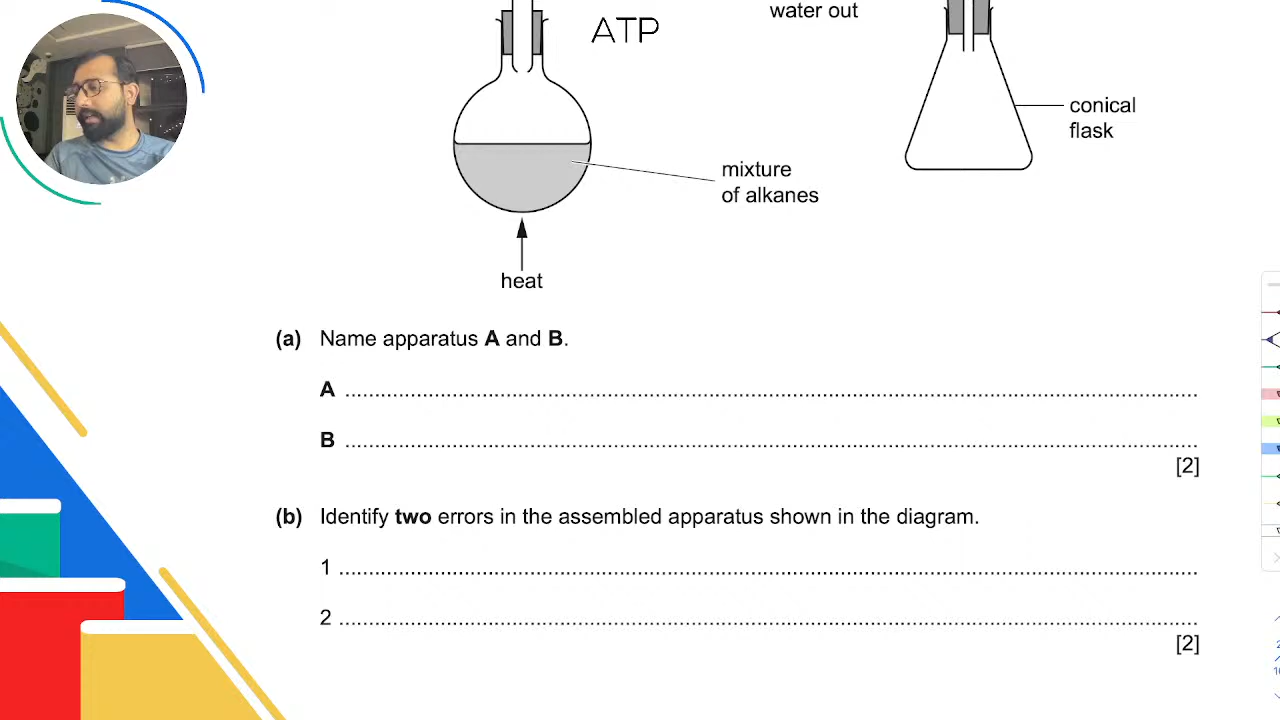 water out
ATP
conical
flask
mixture
of alkanes
heat
(a) Name apparatus A and B.
A ........................................................................
B ........................................................................
[2]
(b) Identify two errors in the assembled apparatus shown in the diagram.
1 ........................................................................
2 ........................................................................
[2]